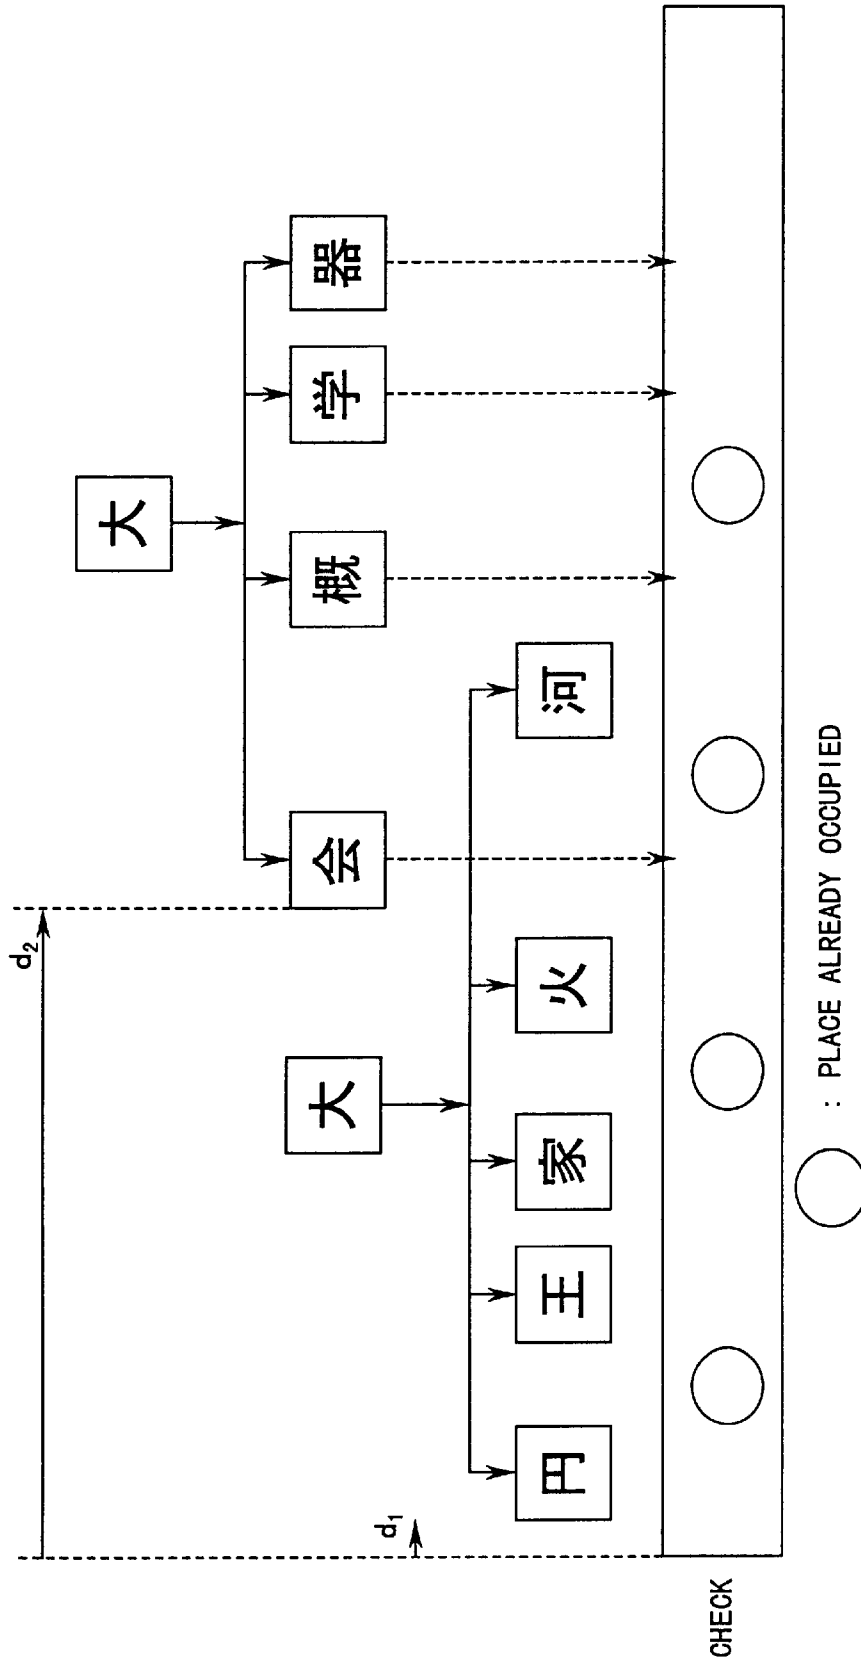 d₂
大
会 概 学 器
大
d₁
円 王 家 火 河
CHECK
: PLACE ALREADY OCCUPIED